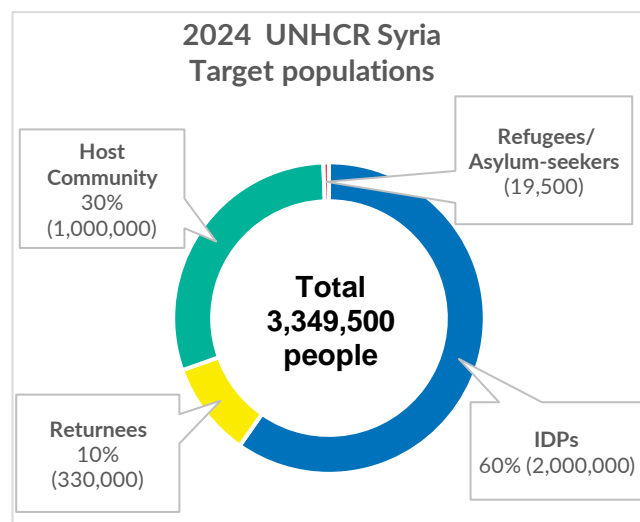 2024 UNHCR Syria
Target populations
Host
Community
30%
(1,000,000)
Refugees/
Asylum-seekers
(19,500)
Total
3,349,500
people
Returnees
10%
(330,000)
IDPs
60% (2,000,000)